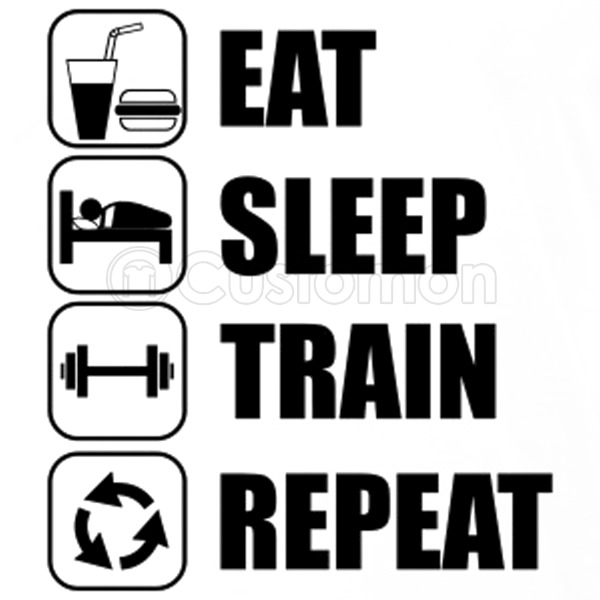 EAT
SLEEP
Customon
TRAIN
REPEAT